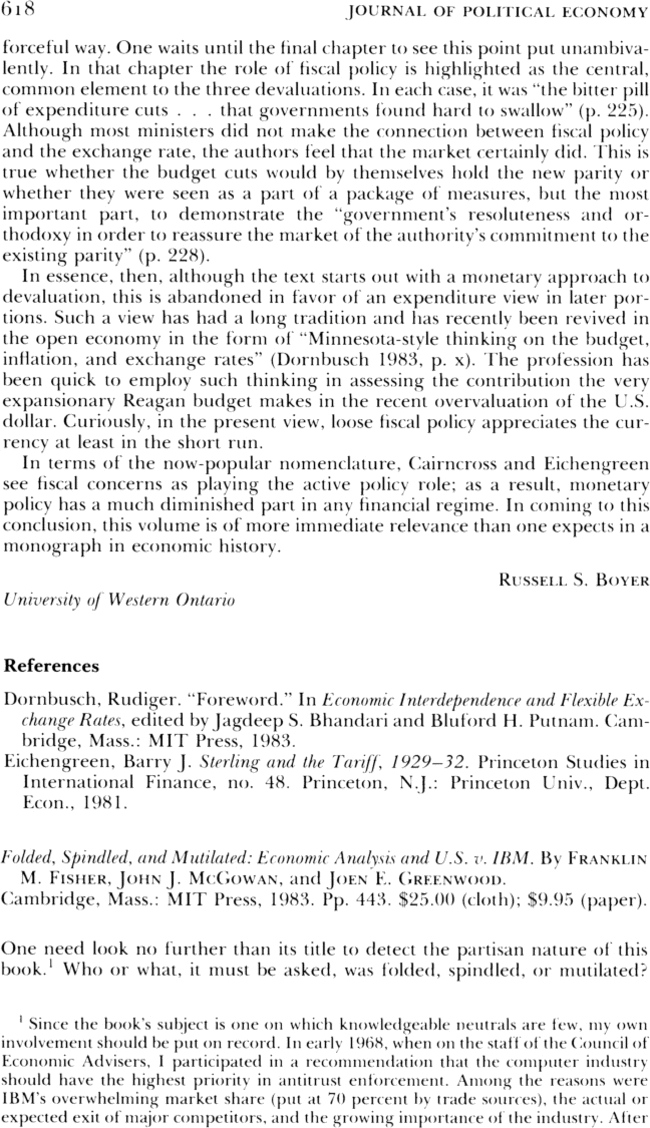 618 JOURNAL OF POLITICAL ECONOMY
forceful way. One waits until the final chapter to see this point put unambiva-
lently. In that chapter the role of fiscal policy is highlighted as the central,
common element to the three devaluations. In each case, it was “the bitter pill
of expenditure cuts . . . that governments found hard to swallow” (p. 225).
Although most ministers did not make the connection between fiscal policy
and the exchange rate, the authors feel that the market certainly did. This is
true whether the budget cuts would by themselves hold the new parity or
whether they were seen as a part of a package of measures, but the most
important part, to demonstrate the “government’s resoluteness and or-
thodoxy in order to reassure the market of the authority’s commitment to the
existing parity” (p. 228).
In essence, then, although the text starts out with a monetary approach to
devaluation, this is abandoned in favor of an expenditure view in later por-
tions. Such a view has had a long tradition and has recently been revived in
the open economy in the form of “Minnesota-style thinking on the budget,
inflation, and exchange rates” (Dornbusch 1983, p. x). The profession has
been quick to employ such thinking in assessing the contribution the very
expansionary Reagan budget makes in the recent overvaluation of the U.S.
dollar. Curiously, in the present view, loose fiscal policy appreciates the cur-
rency at least in the short run.
In terms of the now-popular nomenclature, Cairncross and Eichengreen
see fiscal concerns as playing the active policy role; as a result, monetary
policy has a much diminished part in any financial regime. In coming to this
conclusion, this volume is of more immediate relevance than one expects in a
monograph in economic history.
RUSSELL S. BOYER
University of Western Ontario
References
Dornbusch, Rudiger. “Foreword.” In Economic Interdependence and Flexible Ex-
change Rates, edited by Jagdeep S. Bhandari and Bluford H. Putnam. Cam-
bridge, Mass.: MIT Press, 1983.
Eichengreen, Barry J. Sterling and the Tariff, 1929–32. Princeton Studies in
International Finance, no. 48. Princeton, N.J.: Princeton Univ., Dept.
Econ., 1981.
Folded, Spindled, and Mutilated: Economic Analysis and U.S. v. IBM. By FRANKLIN
M. FISHER, JOHN J. MCGOWAN, and JOEN E. GREENWOOD.
Cambridge, Mass.: MIT Press, 1983. Pp. 443. $25.00 (cloth); $9.95 (paper).
One need look no further than its title to detect the partisan nature of this
book.¹ Who or what, it must be asked, was folded, spindled, or mutilated?
¹ Since the book’s subject is one on which knowledgeable neutrals are few, my own
involvement should be put on record. In early 1968, when on the staff of the Council of
Economic Advisers, I participated in a recommendation that the computer industry
should have the highest priority in antitrust enforcement. Among the reasons were
IBM’s overwhelming market share (put at 70 percent by trade sources), the actual or
expected exit of major competitors, and the growing importance of the industry. After